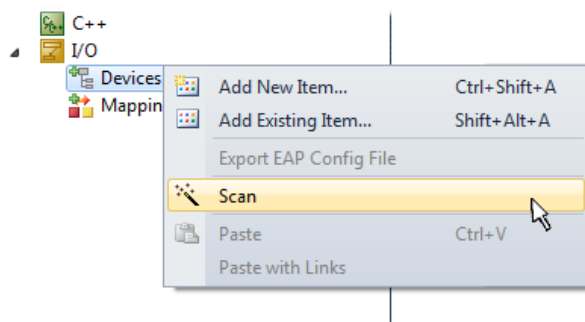 C++
I/O
Devices
Mappin
Add New Item... Ctrl+Shift+A
Add Existing Item... Shift+Alt+A
Export EAP Config File
Scan
Paste Ctrl+V
Paste with Links